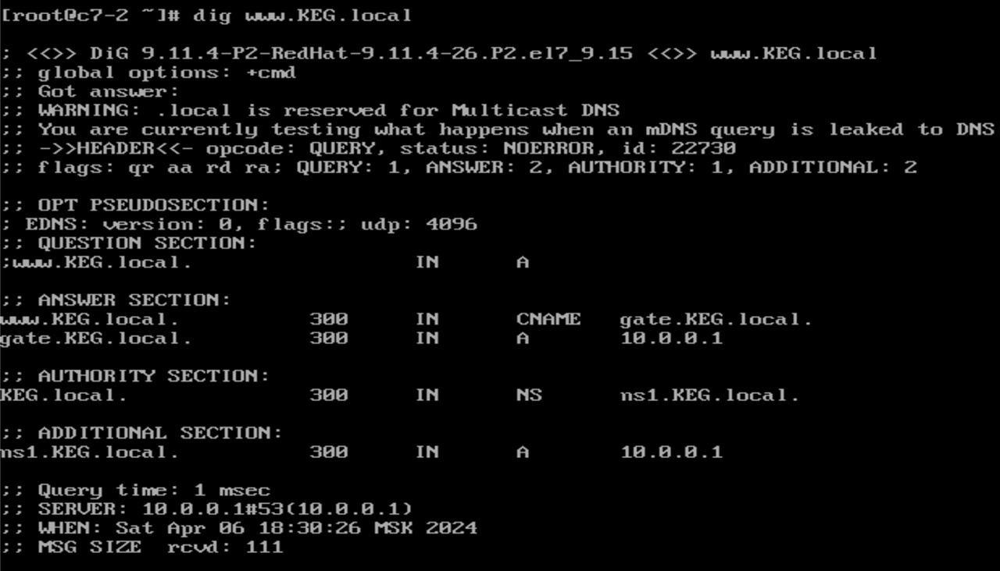 [root@c7-2 ~]# dig www.KEG.local
; <<>> DiG 9.11.4-P2-RedHat-9.11.4-26.P2.el7_9.15 <<>> www.KEG.local
;; global options: +cmd
;; Got answer:
;; WARNING: .local is reserved for Multicast DNS
;; You are currently testing what happens when an mDNS query is leaked to DNS
;; ->>HEADER<<- opcode: QUERY, status: NOERROR, id: 22730
;; flags: qr aa rd ra; QUERY: 1, ANSWER: 2, AUTHORITY: 1, ADDITIONAL: 2
;; OPT PSEUDOSECTION:
; EDNS: version: 0, flags:; udp: 4096
;; QUESTION SECTION:
;www.KEG.local. IN A
;; ANSWER SECTION:
www.KEG.local. 300 IN CNAME gate.KEG.local.
gate.KEG.local. 300 IN A 10.0.0.1
;; AUTHORITY SECTION:
KEG.local. 300 IN NS ns1.KEG.local.
;; ADDITIONAL SECTION:
ns1.KEG.local. 300 IN A 10.0.0.1
;; Query time: 1 msec
;; SERVER: 10.0.0.1#53(10.0.0.1)
;; WHEN: Sat Apr 06 18:30:26 MSK 2024
;; MSG SIZE  rcvd: 111